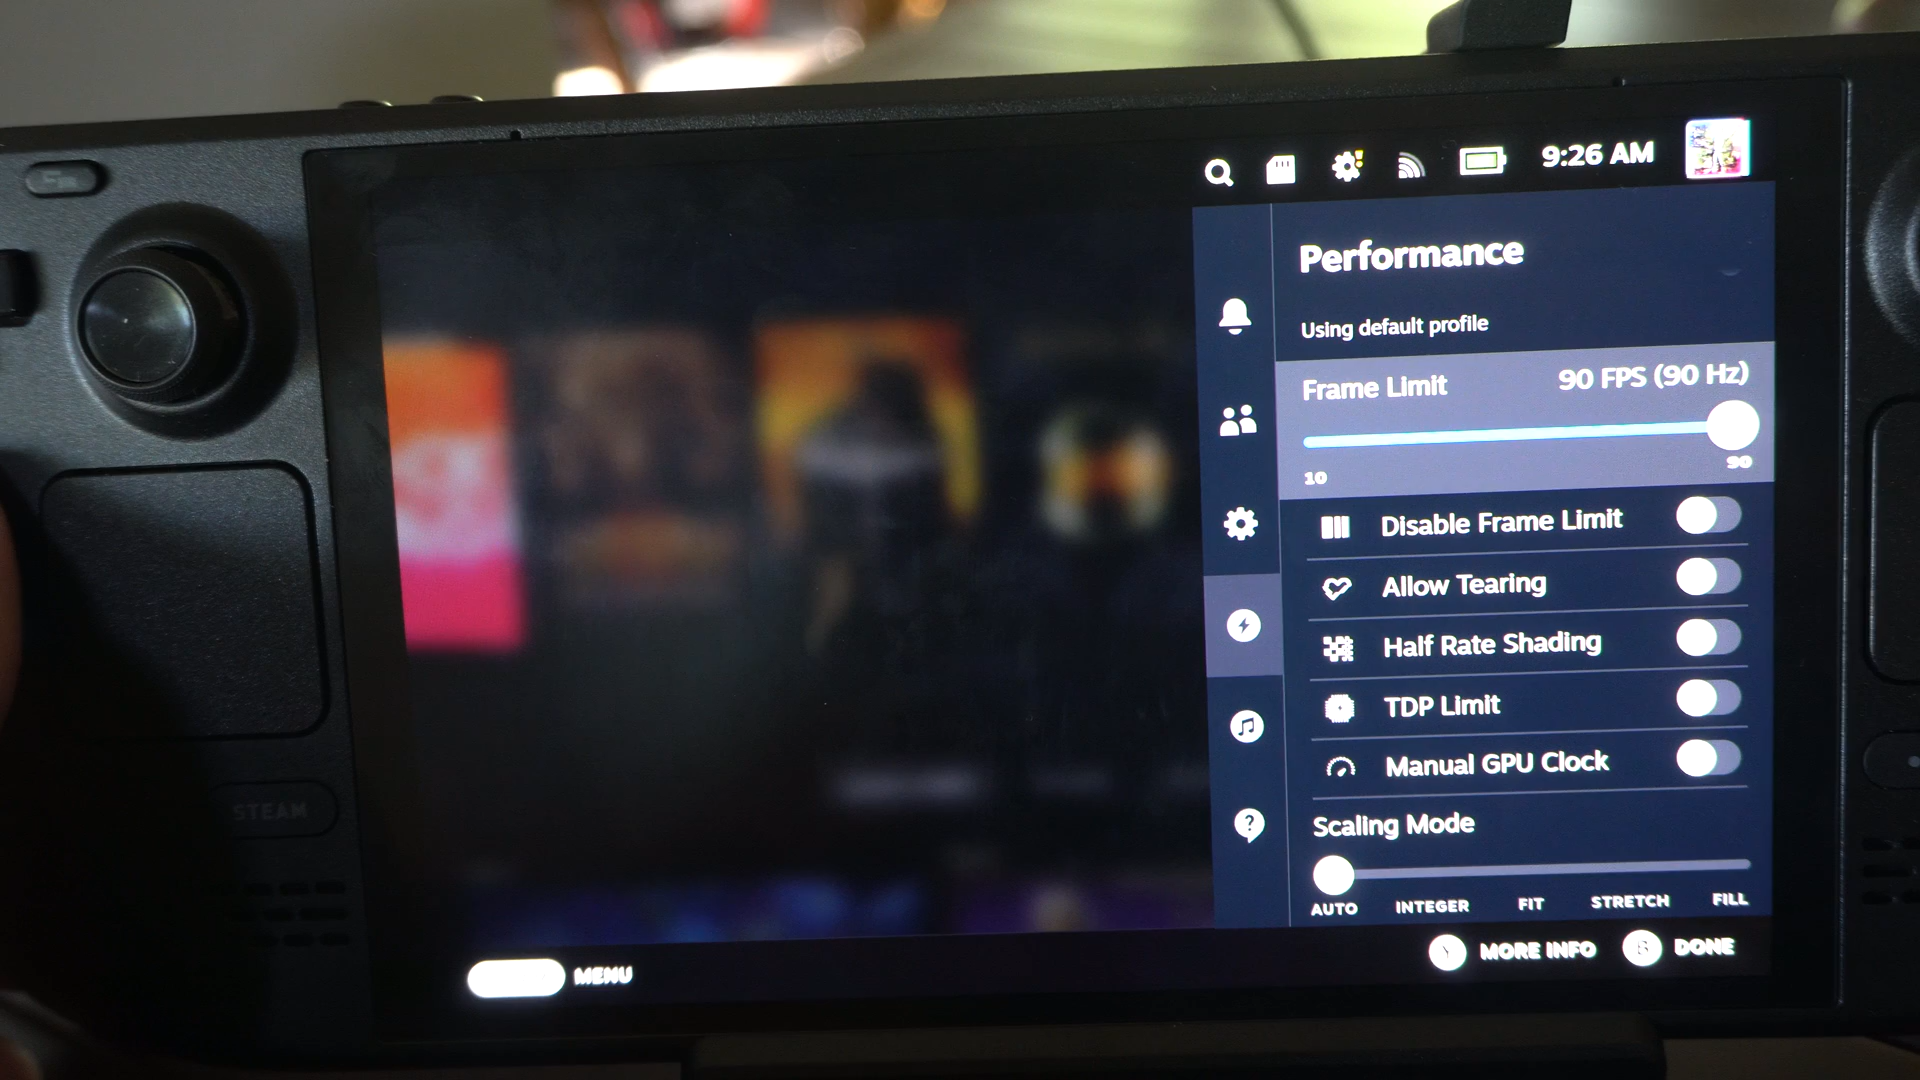 9:26 AM
Performance
Using default profile
Frame Limit 90 FPS (90 Hz)
10 90
Disable Frame Limit
Allow Tearing
Half Rate Shading
TDP Limit
Manual GPU Clock
Scaling Mode
AUTO INTEGER FIT STRETCH FILL
STEAM
MENU Y MORE INFO B DONE